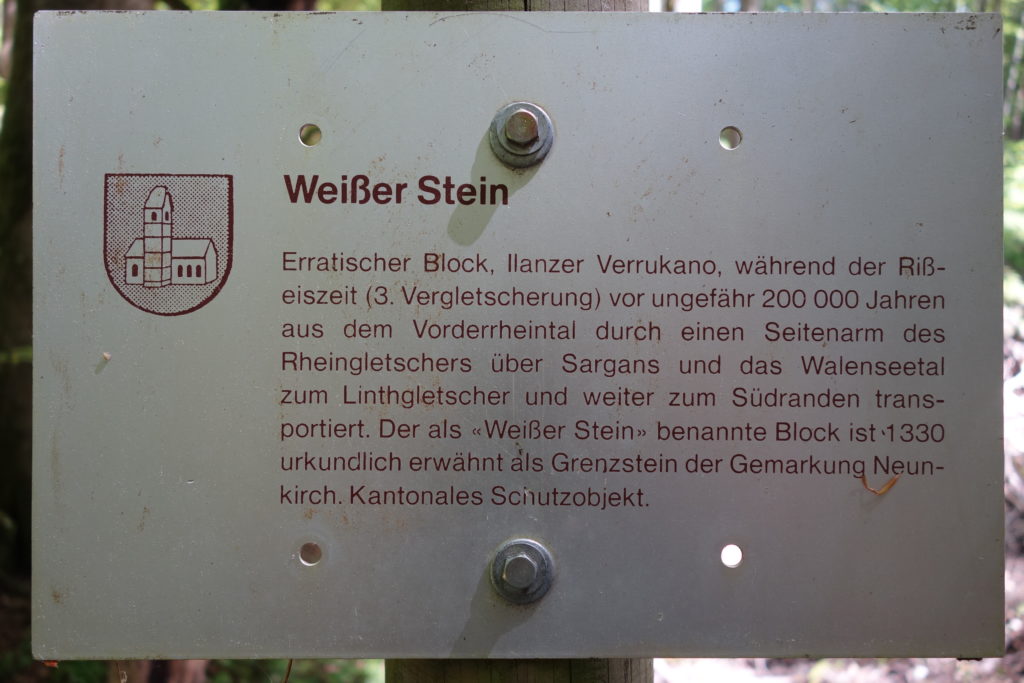 Weißer Stein
Erratischer Block, Ilanzer Verrukano, während der Riß-
eiszeit (3. Vergletscherung) vor ungefähr 200 000 Jahren
aus dem Vorderrheintal durch einen Seitenarm des
Rheingletschers über Sargans und das Walenseetal
zum Linthgletscher und weiter zum Südranden trans-
portiert. Der als «Weißer Stein» benannte Block ist 1330
urkundlich erwähnt als Grenzstein der Gemarkung Neun-
kirch. Kantonales Schutzobjekt.